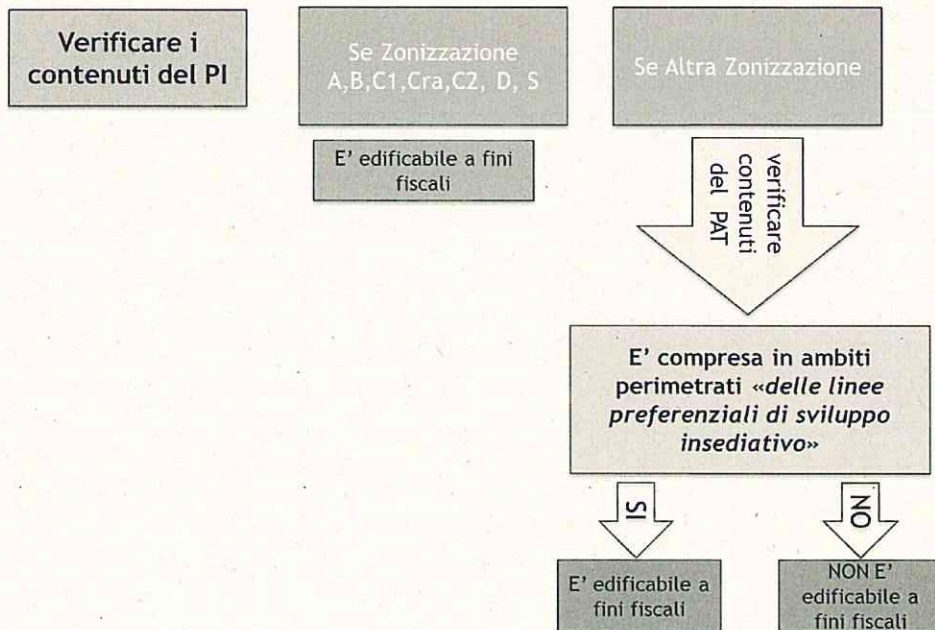 Verificare i
contenuti del PI
Se Zonizzazione
A,B,C1,Cra,C2, D, S
Se Altra Zonizzazione
E' edificabile a fini
fiscali
verificare
contenuti
del PAT
E' compresa in ambiti
perimetrati «delle linee
preferenziali di sviluppo
insediativo»
SI
NO
E' edificabile a
fini fiscali
NON E'
edificabile a
fini fiscali